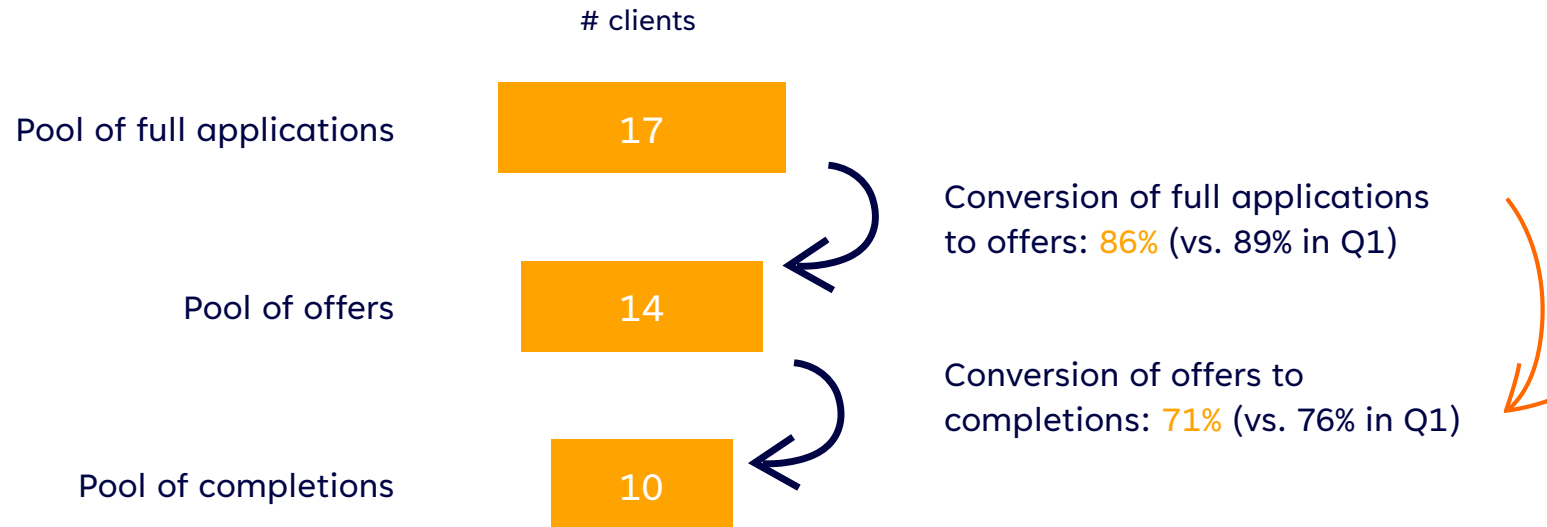 # clients
Pool of full applications
17
Conversion of full applications
to offers: 86% (vs. 89% in Q1)
Pool of offers
14
Conversion of offers to
completions: 71% (vs. 76% in Q1)
Pool of completions
10